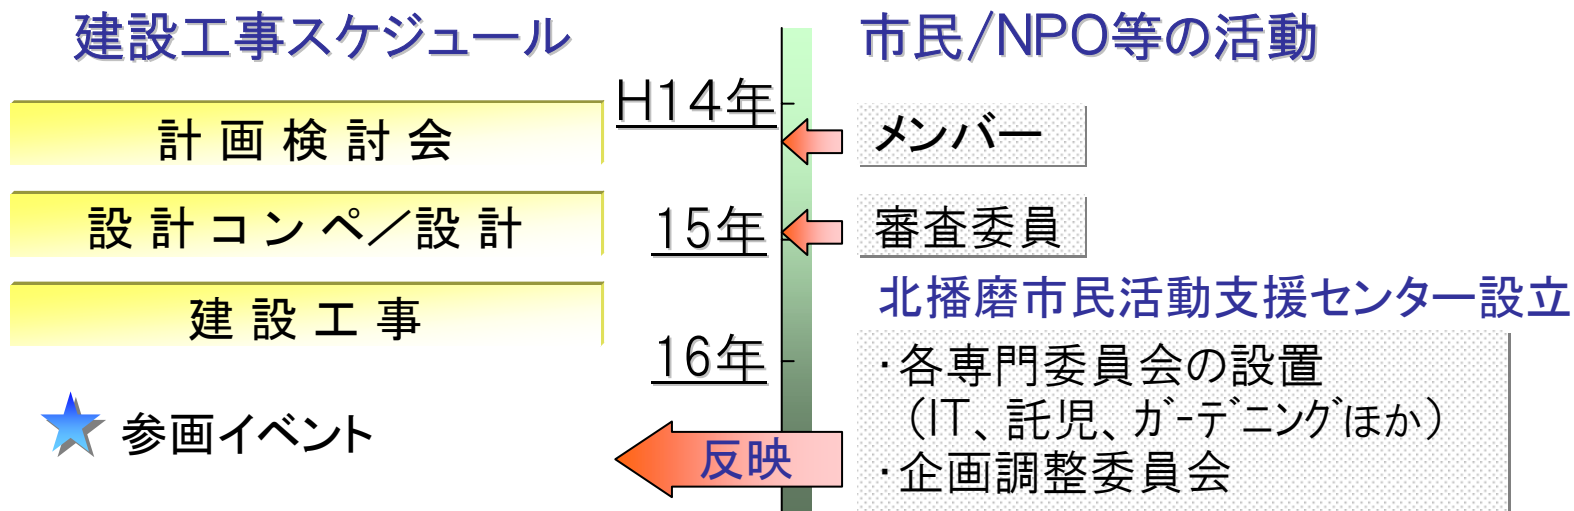 建設工事スケジュール
市民/NPO等の活動
H14年
計画検討会
メンバー
設計コンペ／設計
15年
審査委員
北播磨市民活動支援センター設立
建設工事
16年
・各専門委員会の設置
（IT、託児、ｶﾞｰﾃﾞﾆﾝｸﾞほか）
参画イベント
反映
・企画調整委員会